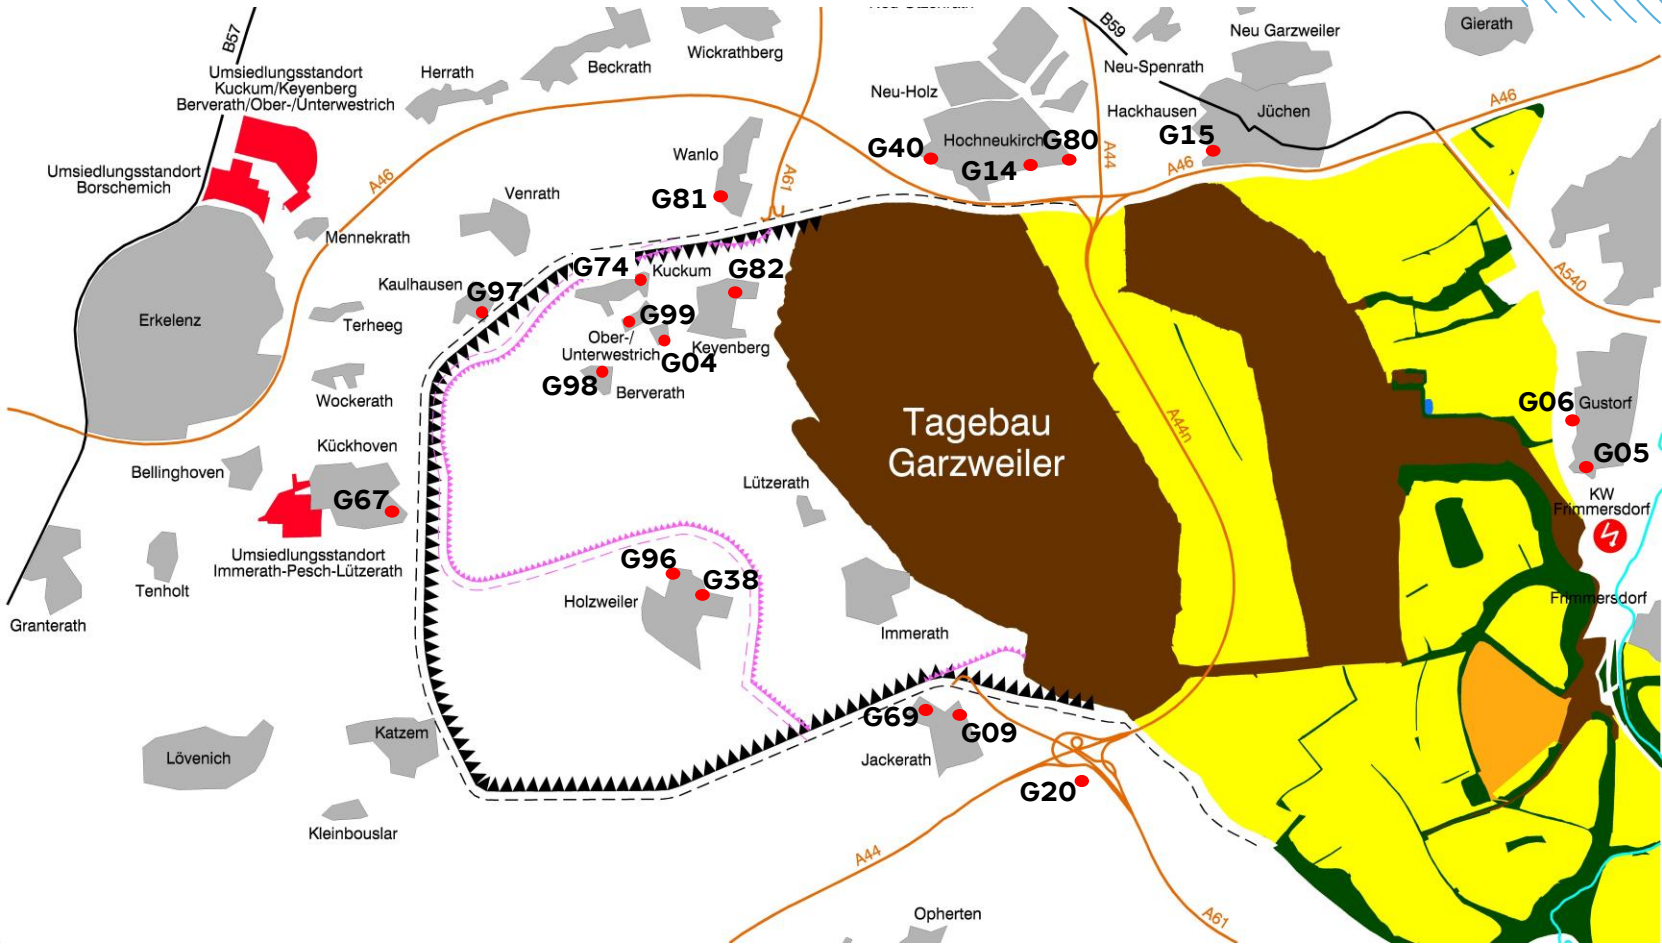 B57
Wickrathberg
B59
Neu Garzweiler
Gierath
Umsiedlungsstandort
Kuckum/Keyenberg
Berverath/Ober-/Unterwestrich
Herrath
Beckrath
Neu-Spenrath
Neu-Holz
Hackhausen
Jüchen
A46
Umsiedlungsstandort
Borschemich
A46
Wanlo
A61
G40
Hochneukirch
G14
G80
A44
G15
A46
Venrath
G81
Mennekrath
G74
Kuckum
G82
A540
Kaulhausen
G97
Erkelenz
Terheeg
G99
Ober-/
Unterwestrich
Keyenberg
G04
G98
Berverath
Wockerath
Tagebau
Garzweiler
A44n
G06
Gustorf
Kückhoven
Bellinghoven
G67
Lützerath
G05
KW
Frimmersdorf
Umsiedlungsstandort
Immerath-Pesch-Lützerath
Tenholt
G96
G38
Holzweiler
Frimmersdorf
Granterath
Immerath
G69
G09
Katzem
Lövenich
Jackerath
G20
Kleinbouslar
A44
A61
Opherten